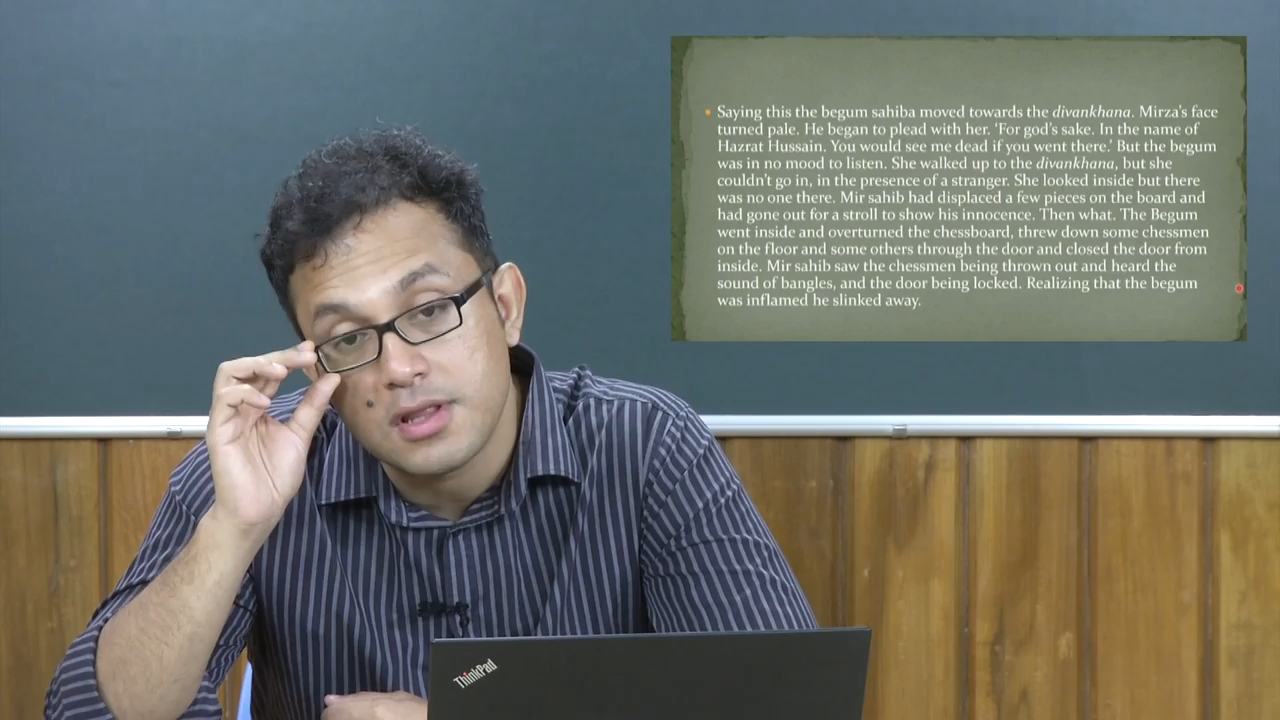 Saying this the begum sahiba moved towards the divankhana. Mirza's face
turned pale. He began to plead with her. 'For god's sake. In the name of
Hazrat Hussain. You would see me dead if you went there.' But the begum
was in no mood to listen. She walked up to the divankhana, but she
couldn't go in, in the presence of a stranger. She looked inside but there
was no one there. Mir sahib had displaced a few pieces on the board and
had gone out for a stroll to show his innocence. Then what. The Begum
went inside and overturned the chessboard, threw down some chessmen
on the floor and some others through the door and closed the door from
inside. Mir sahib saw the chessmen being thrown out and heard the
sound of bangles, and the door being locked. Realizing that the begum
was inflamed he slinked away.
ThinkPad